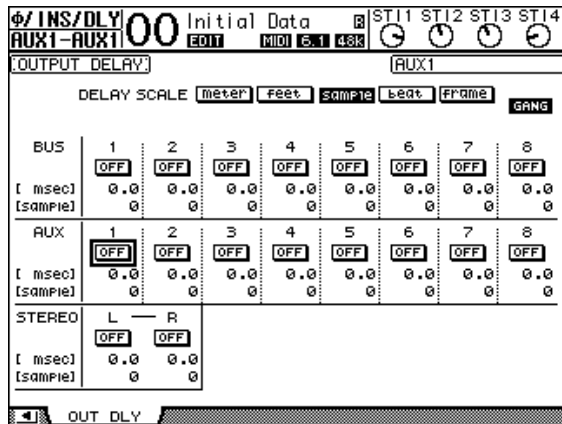 Φ/INS/DLY 00 Initial Data R ST11 ST12 ST13 ST14
AUX1-AUX1 EDIT MIDI 6.1 48k
OUTPUT DELAY AUX1
DELAY SCALE meter feet sample beat frame
GANG
BUS 1 2 3 4 5 6 7 8
OFF OFF OFF OFF OFF OFF OFF OFF
[ msec] 0.0 0.0 0.0 0.0 0.0 0.0 0.0 0.0
[sample] 0 0 0 0 0 0 0 0
AUX 1 2 3 4 5 6 7 8
OFF OFF OFF OFF OFF OFF OFF OFF
[ msec] 0.0 0.0 0.0 0.0 0.0 0.0 0.0 0.0
[sample] 0 0 0 0 0 0 0 0
STEREO L — R
OFF OFF
[ msec] 0.0 0.0
[sample] 0 0
OUT DLY